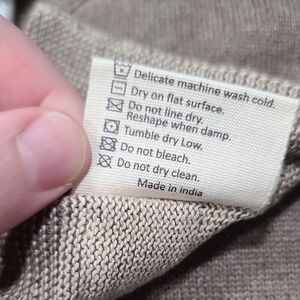 Delicate machine wash cold.
Dry on flat surface.
Do not line dry.
Reshape when damp.
Tumble dry Low.
Do not bleach.
Do not dry clean.
Made in India